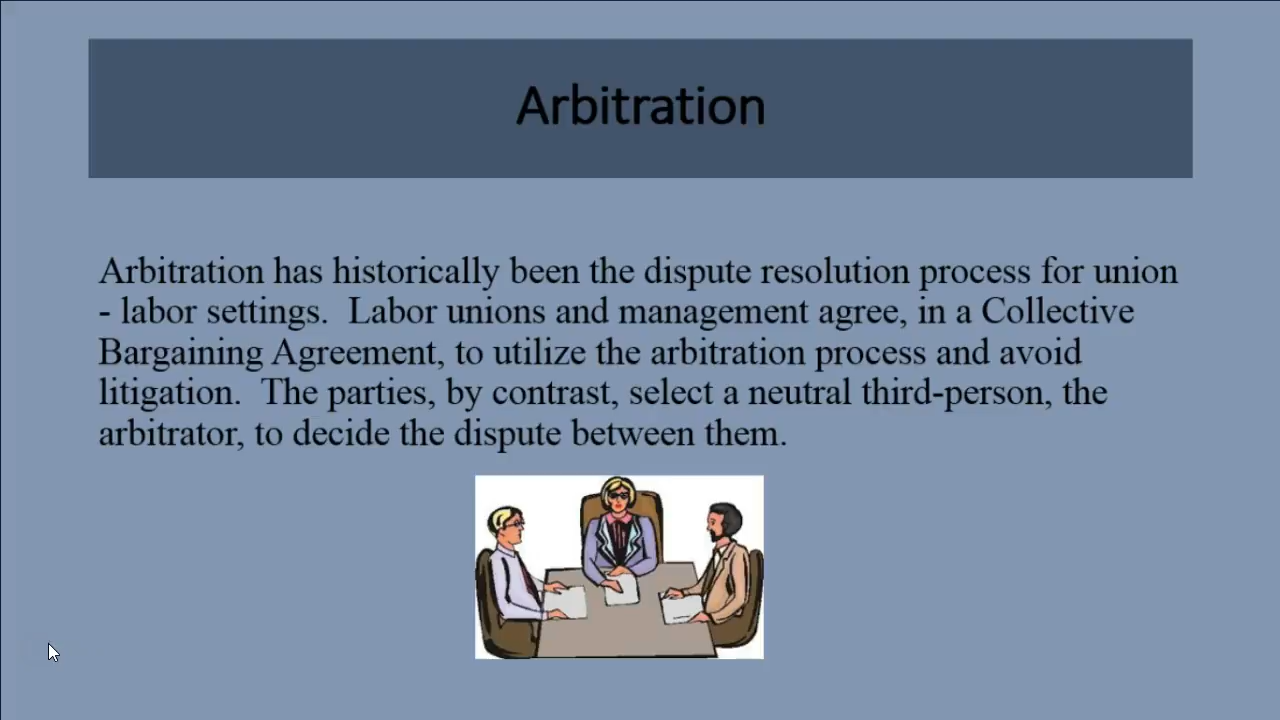 Arbitration
Arbitration has historically been the dispute resolution process for union
- labor settings.  Labor unions and management agree, in a Collective
Bargaining Agreement, to utilize the arbitration process and avoid
litigation.  The parties, by contrast, select a neutral third-person, the
arbitrator, to decide the dispute between them.